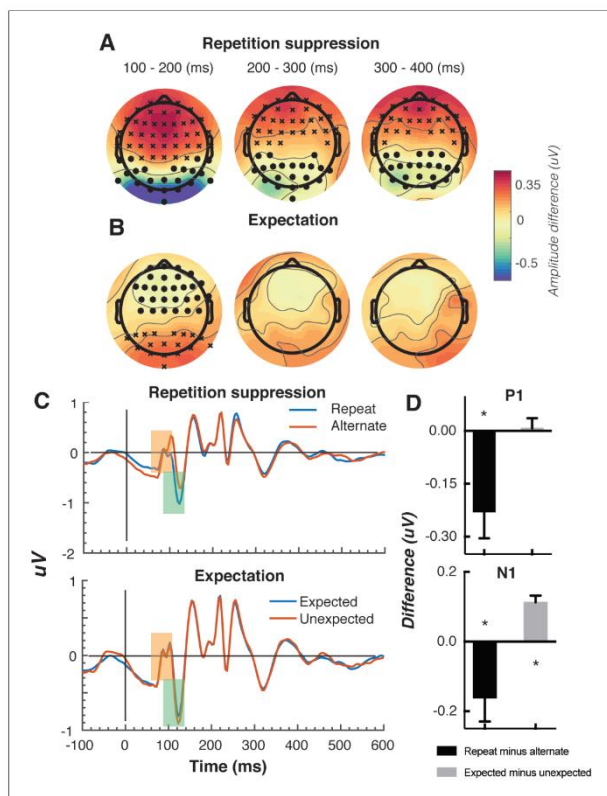 A
Repetition suppression
100 - 200 (ms) 200 - 300 (ms) 300 - 400 (ms)
0.35
0
-0.5
Amplitude difference (uV)
B
Expectation
C
Repetition suppression
Repeat
Alternate
1
0
-1
-2
uV
Expectation
Expected
Unexpected
1
0
-1
-100 0 100 200 300 400 500 600
Time (ms)
D
P1
*
0.00
-0.15
-0.30
Difference (uV)
N1
0.2
*
0.0
*
-0.2
Repeat minus alternate
Expected minus unexpected